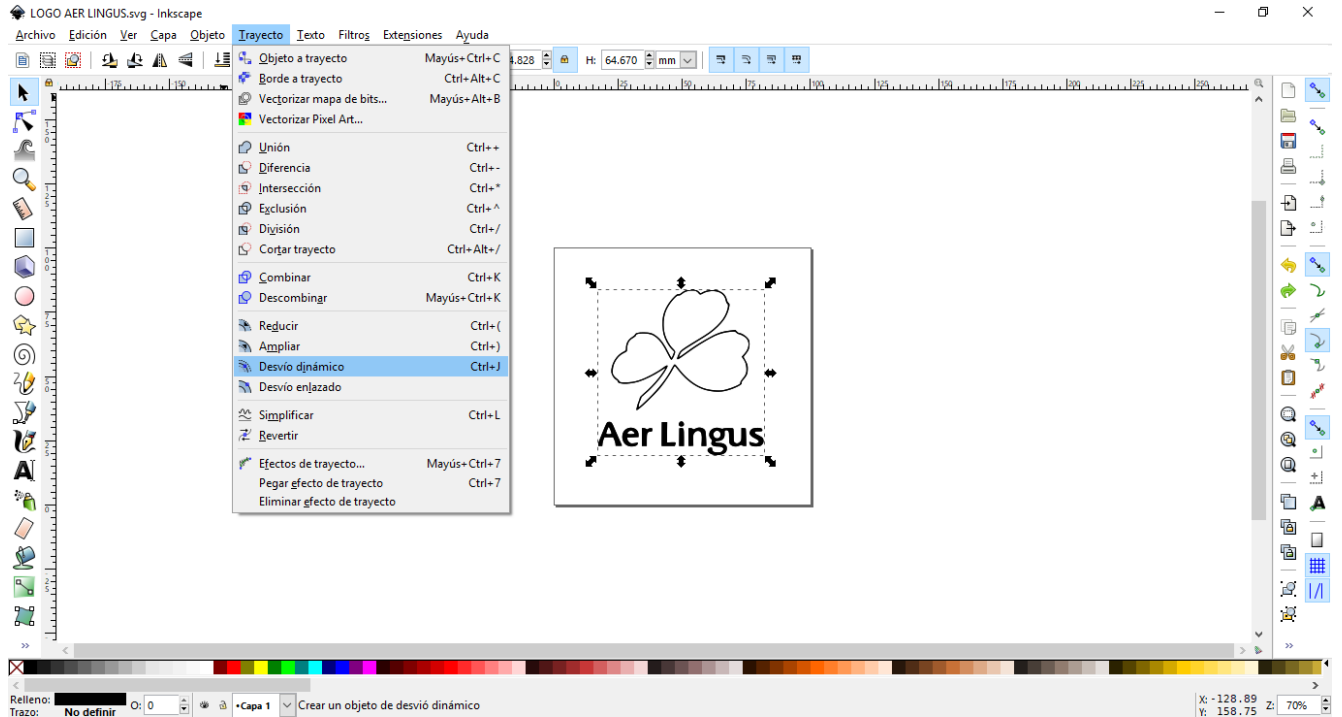 LOGO AER LINGUS.svg - Inkscape
Archivo Edición Ver Capa Objeto Trayecto Texto Filtros Extensiones Ayuda
4.828 H: 64.670 mm
Objeto a trayecto Mayús+Ctrl+C
Borde a trayecto Ctrl+Alt+C
Vectorizar mapa de bits... Mayús+Alt+B
Vectorizar Pixel Art...
Unión Ctrl++
Diferencia Ctrl+-
Intersección Ctrl+*
Exclusión Ctrl+^
División Ctrl+/
Cortar trayecto Ctrl+Alt+/
Combinar Ctrl+K
Descombinar Mayús+Ctrl+K
Reducir Ctrl+(
Ampliar Ctrl+)
Desvío dinámico Ctrl+J
Desvío enlazado
Simplificar Ctrl+L
Revertir
Efectos de trayecto... Mayús+Ctrl+7
Pegar efecto de trayecto Ctrl+7
Eliminar efecto de trayecto
Aer Lingus
Relleno:
Trazo: No definir O: 0 •Capa 1 Crear un objeto de desvió dinámico
X: -128.89
Y: 158.75 Z: 70%